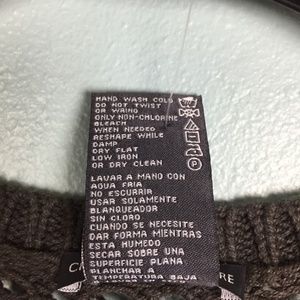 HAND WASH COLD
DO NOT TWIST
OR WRING
ONLY NON-CHLORINE
BLEACH
WHEN NEEDED
RESHAPE WHILE
DAMP
DRY FLAT
LOW IRON
OR DRY CLEAN
LAVAR A MANO CON
AGUA FRIA
NO ESCURRIR
USAR SOLAMENTE
BLANQUEADOR
SIN CLORO
CUANDO SE NECESITE
DAR FORMA MIENTRAS
ESTA HUMEDO
SECAR SOBRE UNA
SUPERFICIE PLANA
PLANCHAR A
TEMPERATURA BAJA